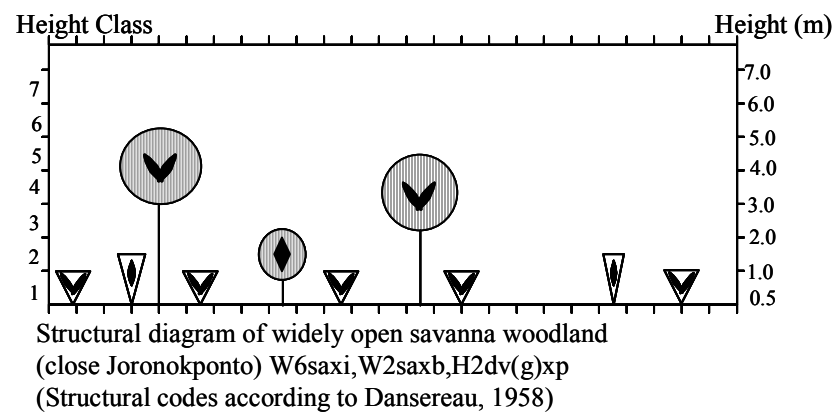 Height Class Height (m)
7 7.0
6 6.0
5 5.0
4 4.0
3 3.0
2 2.0
1 1.0
0.5
Structural diagram of widely open savanna woodland
(close Joronokponto) W6saxi,W2saxb,H2dv(g)xp
(Structural codes according to Dansereau, 1958)